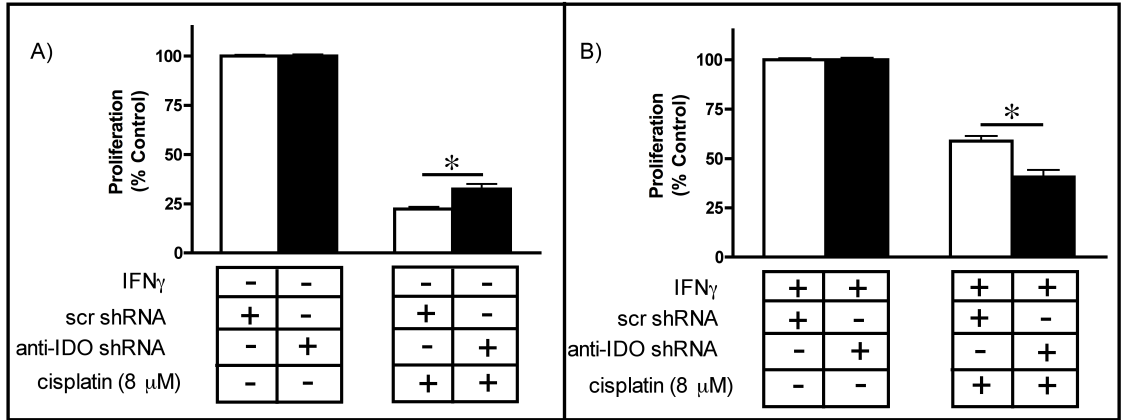 A)
Proliferation
(% Control)
100
75
50
25
0
*
IFNγ - - - -
scr shRNA + - + -
anti-IDO shRNA - + - +
cisplatin (8 μM) - - + +
B)
Proliferation
(% Control)
100
75
50
25
0
*
IFNγ + + + +
scr shRNA + - + -
anti-IDO shRNA - + - +
cisplatin (8 μM) - - + +